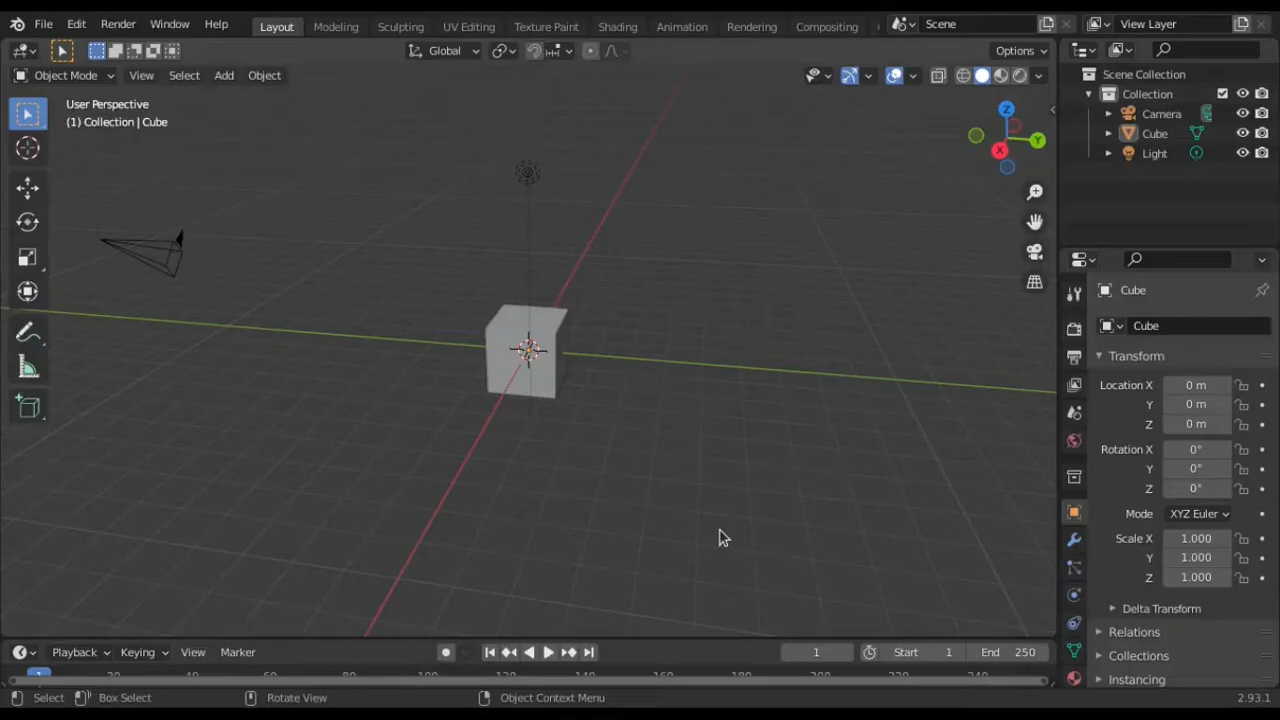 File Edit Render Window Help Layout Modeling Sculpting UV Editing Texture Paint Shading Animation Rendering Compositing Scene View Layer
Global Options
Object Mode View Select Add Object
User Perspective
(1) Collection | Cube
Z
Y
X
Scene Collection
Collection
Camera
Cube
Light
Cube
Cube
Transform
Location X 0 m
Y 0 m
Z 0 m
Rotation X 0°
Y 0°
Z 0°
Mode XYZ Euler
Scale X 1.000
Y 1.000
Z 1.000
Delta Transform
Relations
Collections
Instancing
Playback Keying View Marker 1 Start 1 End 250
1
Select Box Select Rotate View Object Context Menu 2.93.1